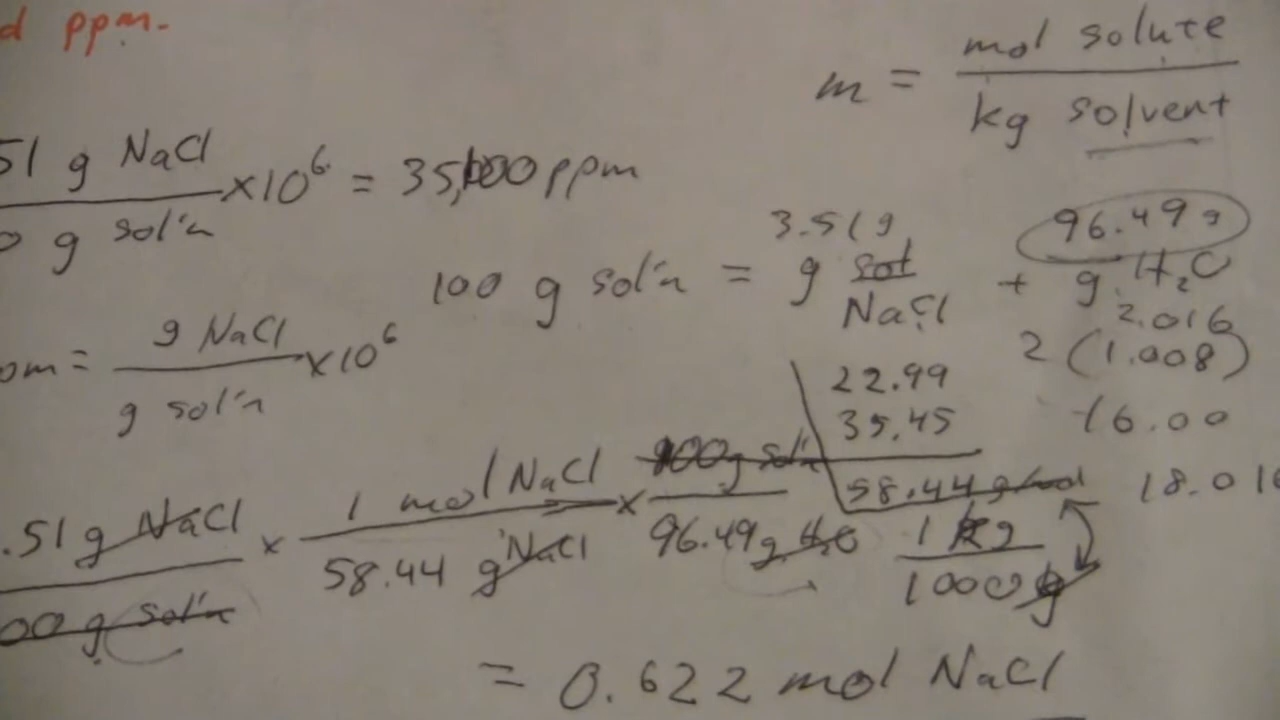 d ppm.
m = mol solute
kg solvent
51 g NaCl
×10⁶ = 35,100 ppm
0 g sol'n
3.51 g
96.49 g
100 g sol'n = g NaCl + g H₂O
2.016
2 (1.008)
om = g NaCl
×10⁶
g sol'n
22.99
35.45
16.00
58.44 g/mol
18.016
.51 g NaCl × 1 mol NaCl × 100 g sol'n
00 g sol'n
58.44 g NaCl
96.49 g H₂O
1 kg
1000 g
= 0.622 mol NaCl